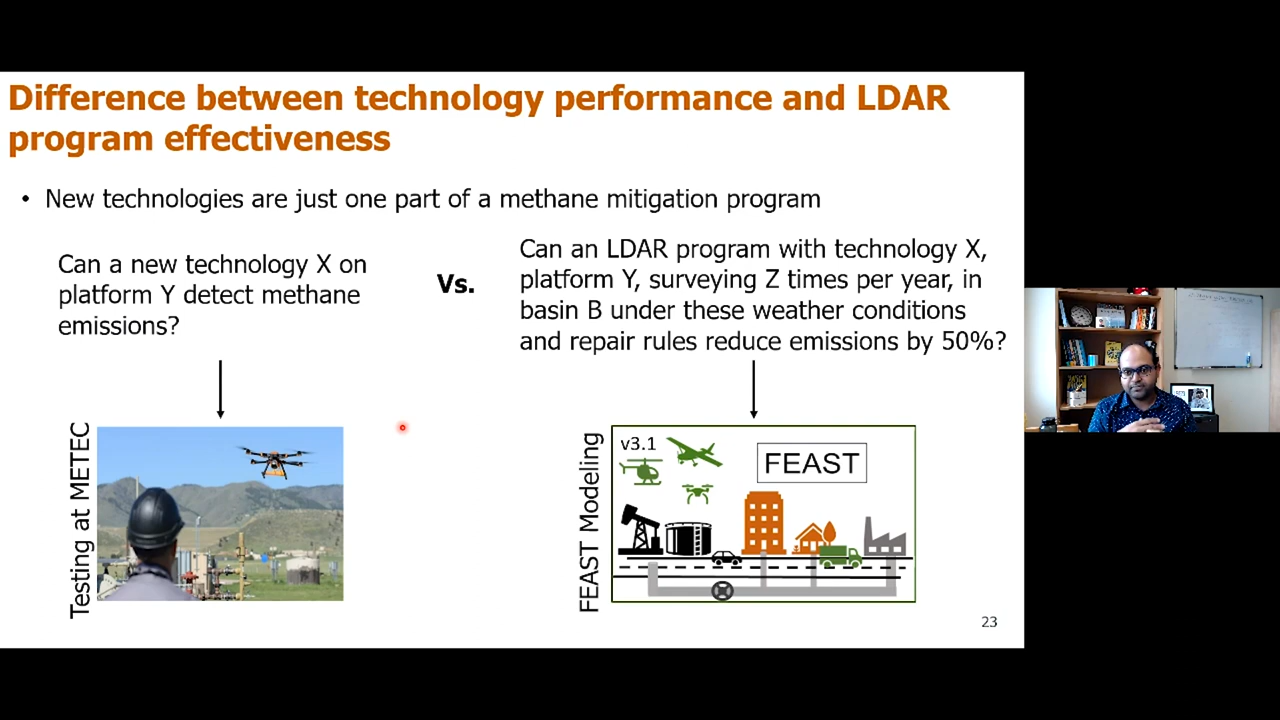 Difference between technology performance and LDAR
program effectiveness
• New technologies are just one part of a methane mitigation program
Can a new technology X on
platform Y detect methane
emissions?
Vs.
Can an LDAR program with technology X,
platform Y, surveying Z times per year, in
basin B under these weather conditions
and repair rules reduce emissions by 50%?
Testing at METEC
FEAST Modeling
v3.1
FEAST
23